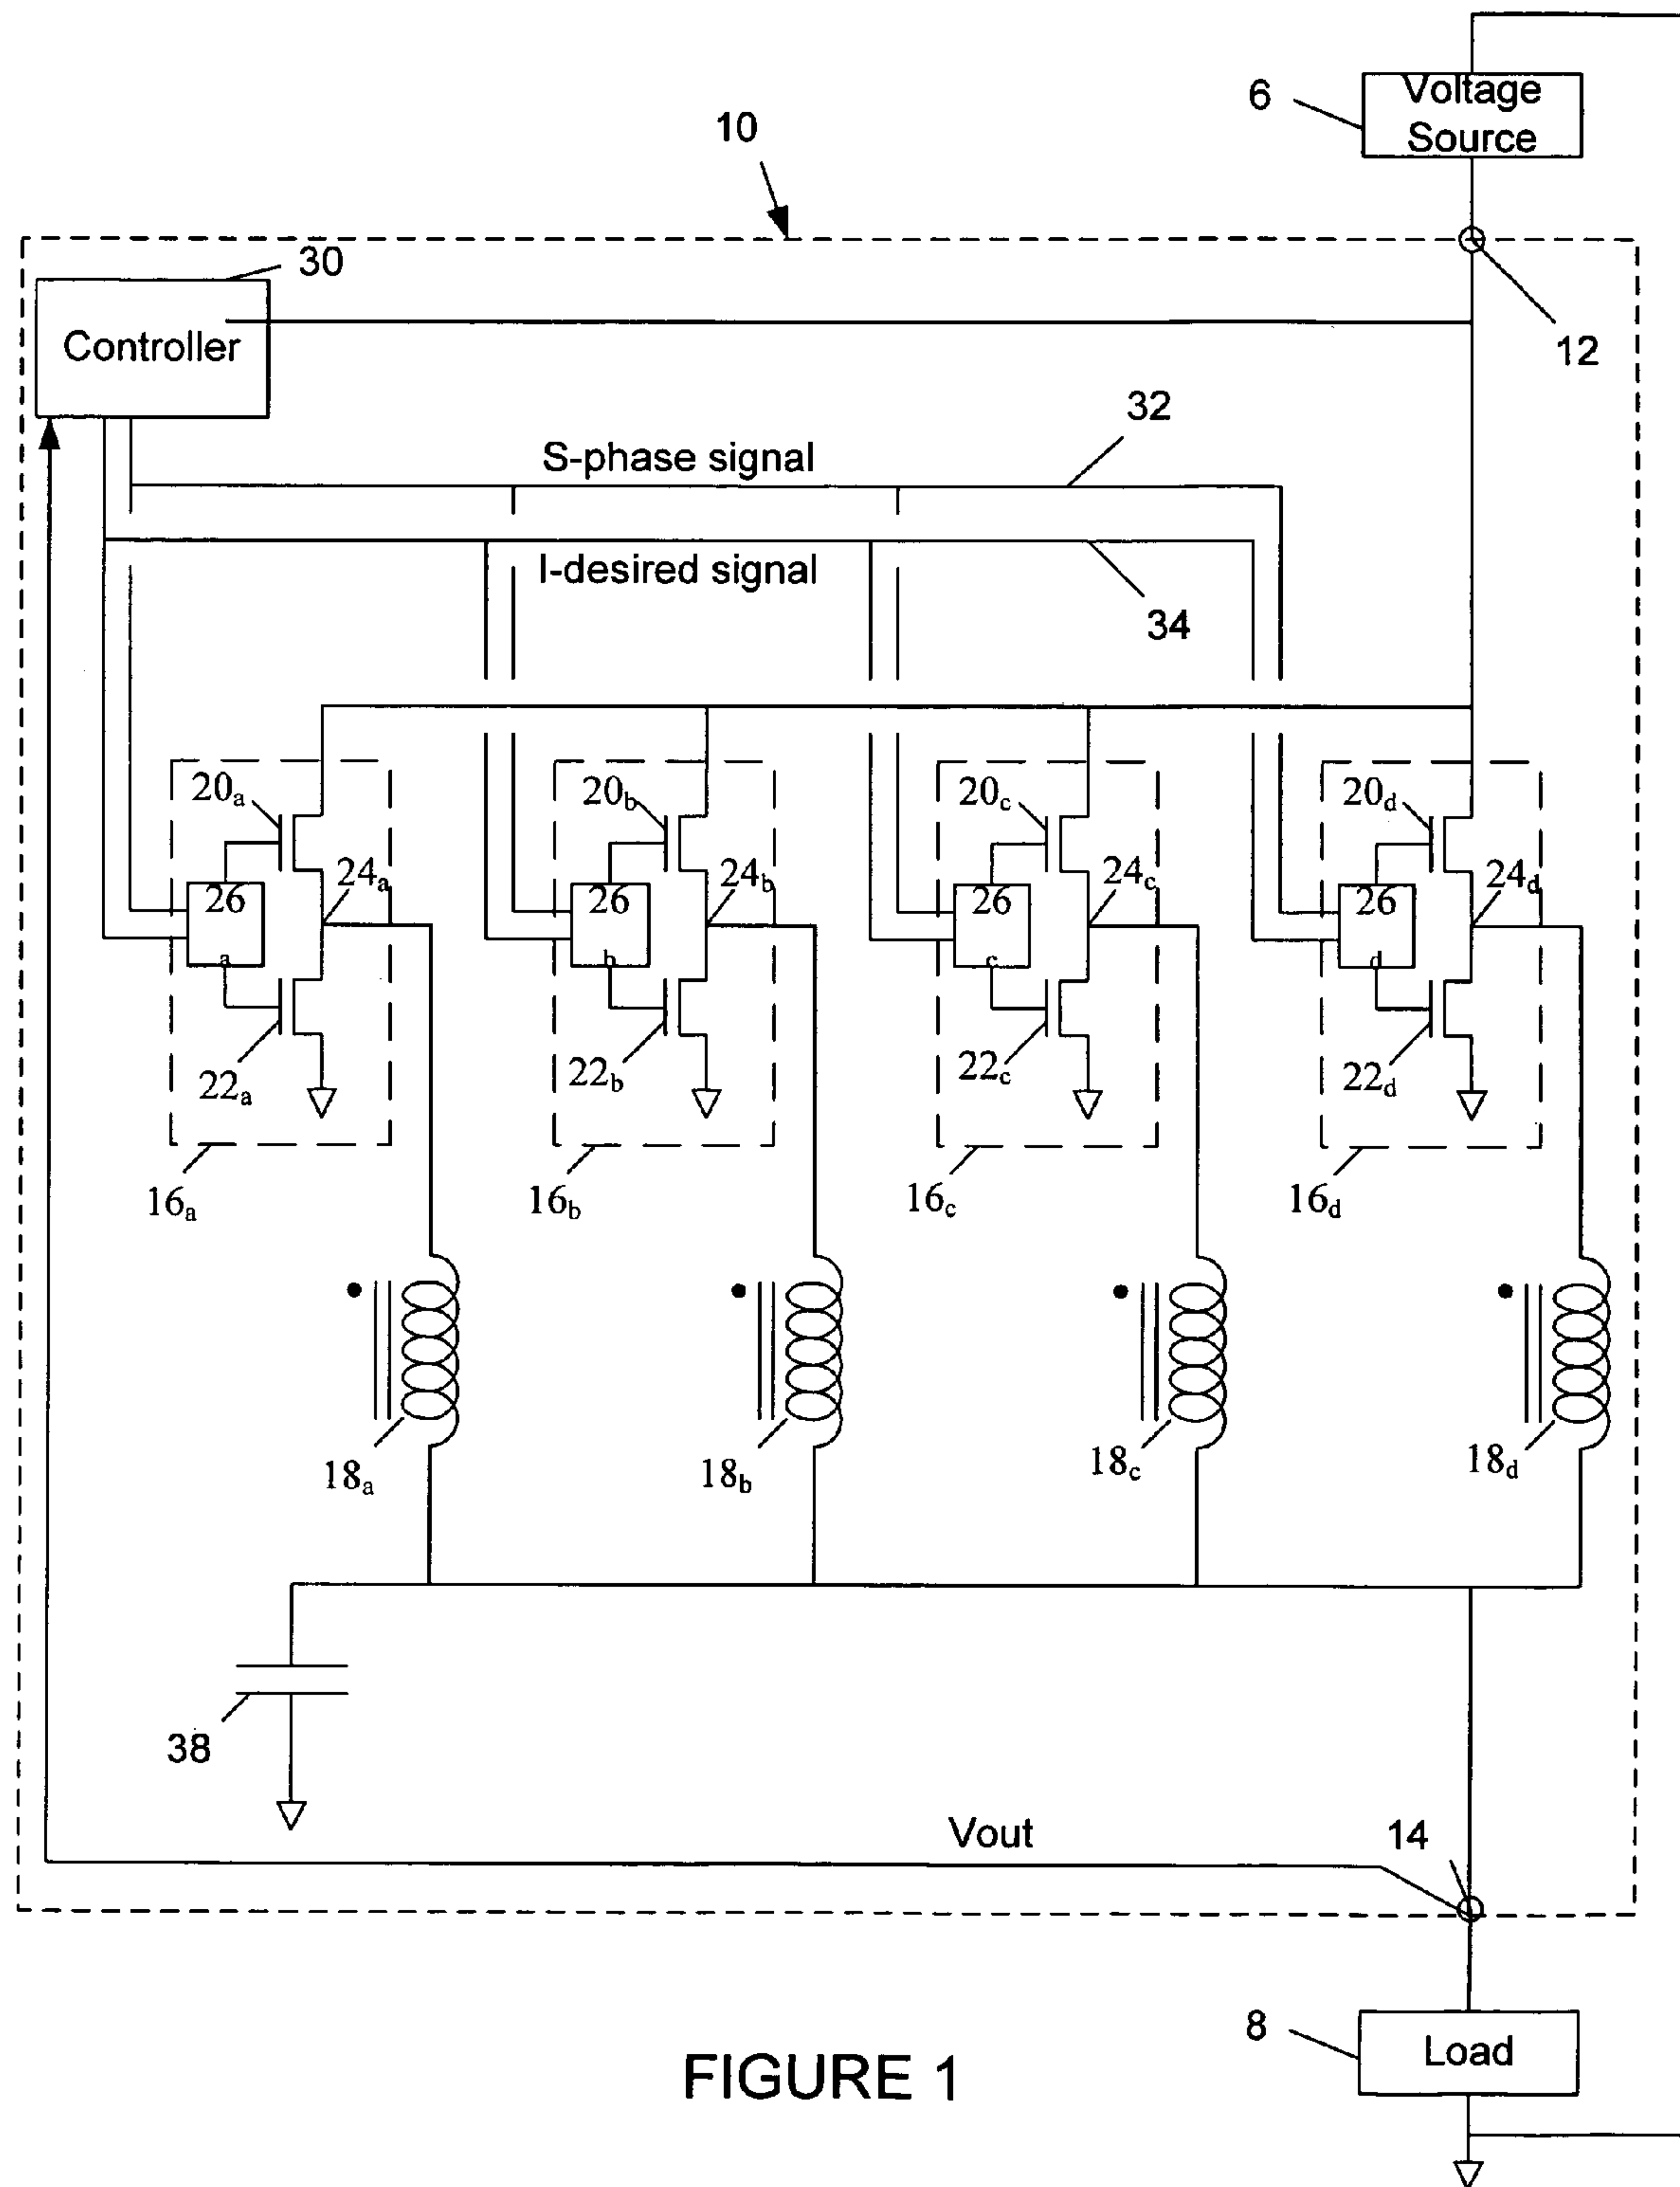 Voltage
Source
6
10
30
Controller
12
32
S-phase signal
I-desired signal
34
20a
20b
20c
20d
24a
24b
24c
24d
26
a
26
b
26
c
26
d
22a
22b
22c
22d
16a
16b
16c
16d
18a
18b
18c
18d
38
Vout
14
8
Load
FIGURE 1